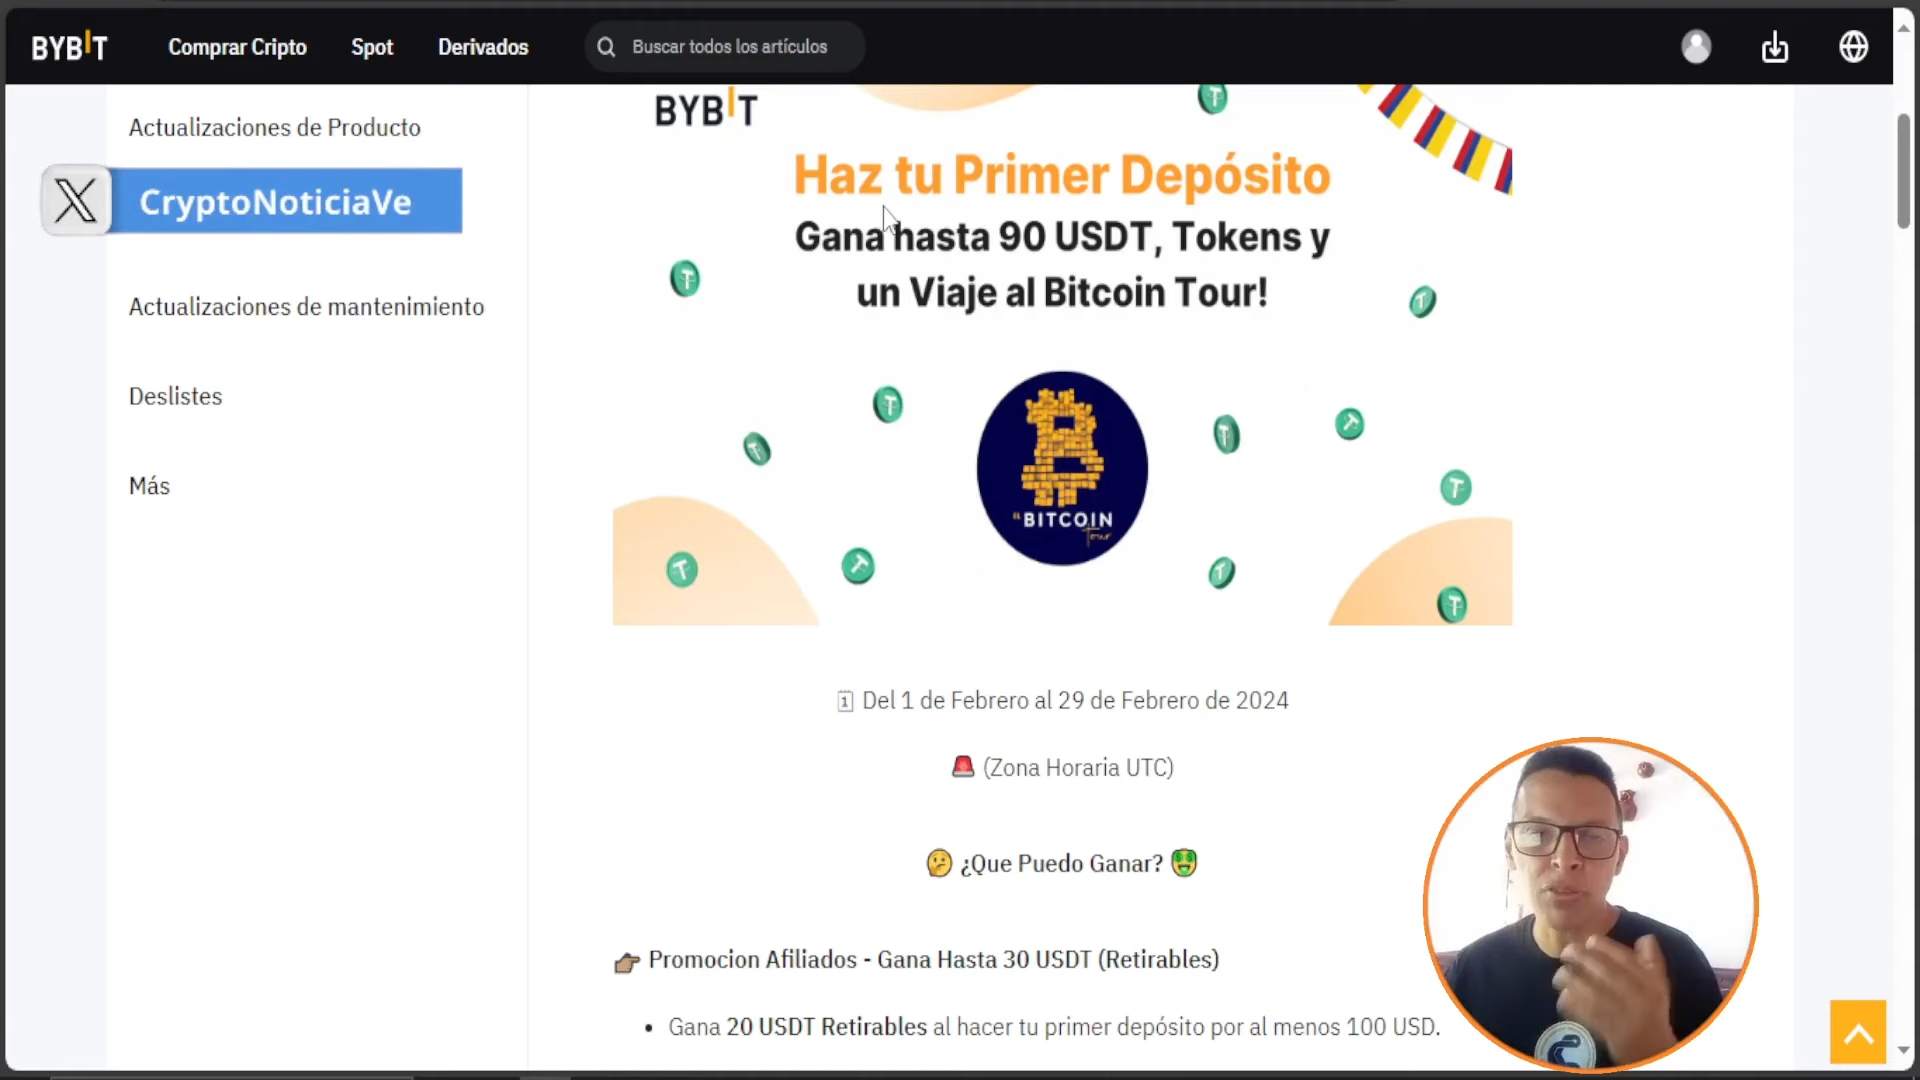 BYBIT
Comprar Cripto
Spot
Derivados
Buscar todos los artículos
Actualizaciones de Producto
X CryptoNoticiaVe
Actualizaciones de mantenimiento
Deslistes
Más
BYBIT
Haz tu Primer Depósito
Gana hasta 90 USDT, Tokens y
un Viaje al Bitcoin Tour!
BITCOIN
Tour
1 Del 1 de Febrero al 29 de Febrero de 2024
(Zona Horaria UTC)
¿Que Puedo Ganar?
Promocion Afiliados - Gana Hasta 30 USDT (Retirables)
• Gana 20 USDT Retirables al hacer tu primer depósito por al menos 100 USD.